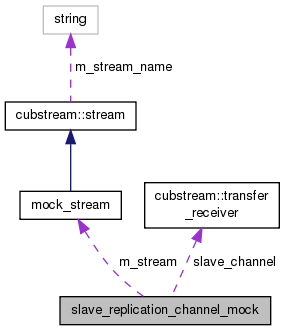 string
m_stream_name
cubstream::stream
mock_stream
cubstream::transfer
_receiver
m_stream
slave_channel
slave_replication_channel_mock